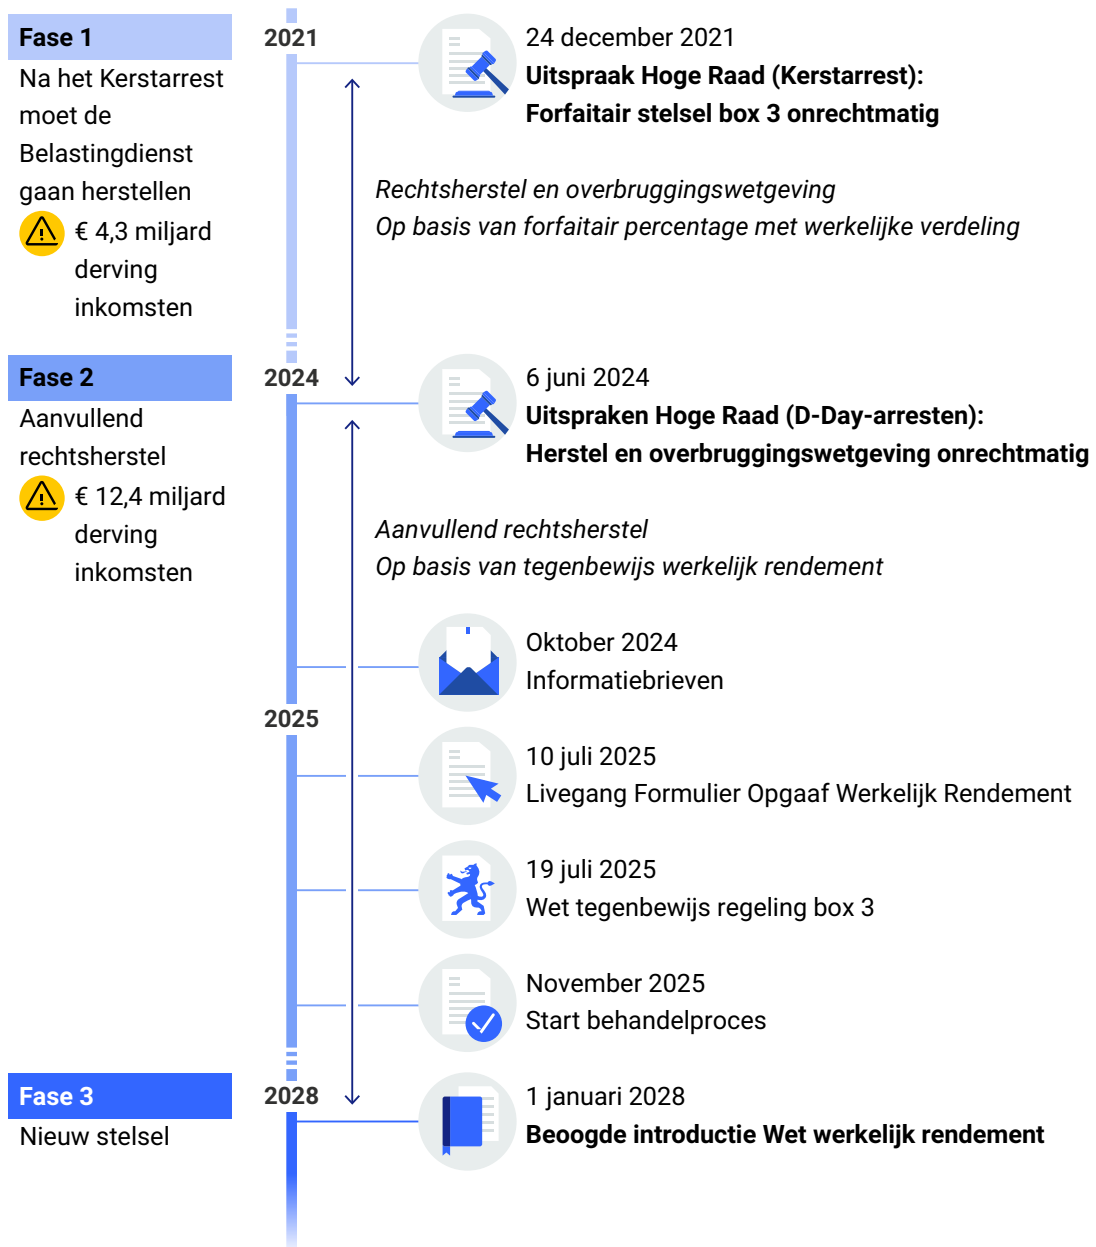 Fase 1
Na het Kerstarrest
moet de
Belastingdienst
gaan herstellen
€ 4,3 miljard
derving
inkomsten
2021
24 december 2021
Uitspraak Hoge Raad (Kerstarrest):
Forfaitair stelsel box 3 onrechtmatig
Rechtsherstel en overbruggingswetgeving
Op basis van forfaitair percentage met werkelijke verdeling
Fase 2
Aanvullend
rechtsherstel
€ 12,4 miljard
derving
inkomsten
2024
6 juni 2024
Uitspraken Hoge Raad (D-Day-arresten):
Herstel en overbruggingswetgeving onrechtmatig
Aanvullend rechtsherstel
Op basis van tegenbewijs werkelijk rendement
Oktober 2024
Informatiebrieven
2025
10 juli 2025
Livegang Formulier Opgaaf Werkelijk Rendement
19 juli 2025
Wet tegenbewijs regeling box 3
November 2025
Start behandelproces
Fase 3
Nieuw stelsel
2028
1 januari 2028
Beoogde introductie Wet werkelijk rendement